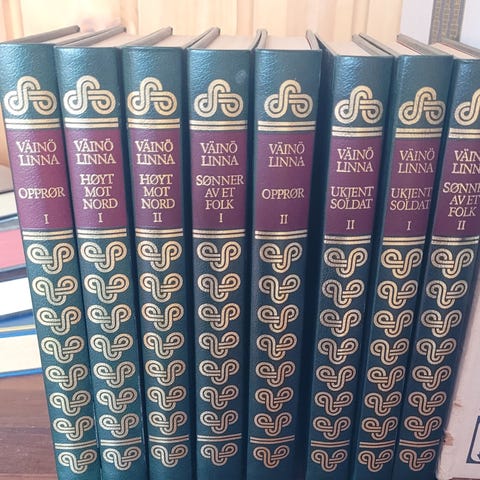 VÄINÖ
LINNA
OPPRØR
I
VÄINÖ
LINNA
HØYT
MOT
NORD
I
VÄINÖ
LINNA
HØYT
MOT
NORD
II
VÄINÖ
LINNA
SØNNER
AV ET
FOLK
I
VÄINÖ
LINNA
OPPRØR
II
VÄINÖ
LINNA
UKJENT
SOLDAT
II
VÄINÖ
LINNA
UKJENT
SOLDAT
I
VÄINÖ
LINNA
SØNNER
AV ET
FOLK
II